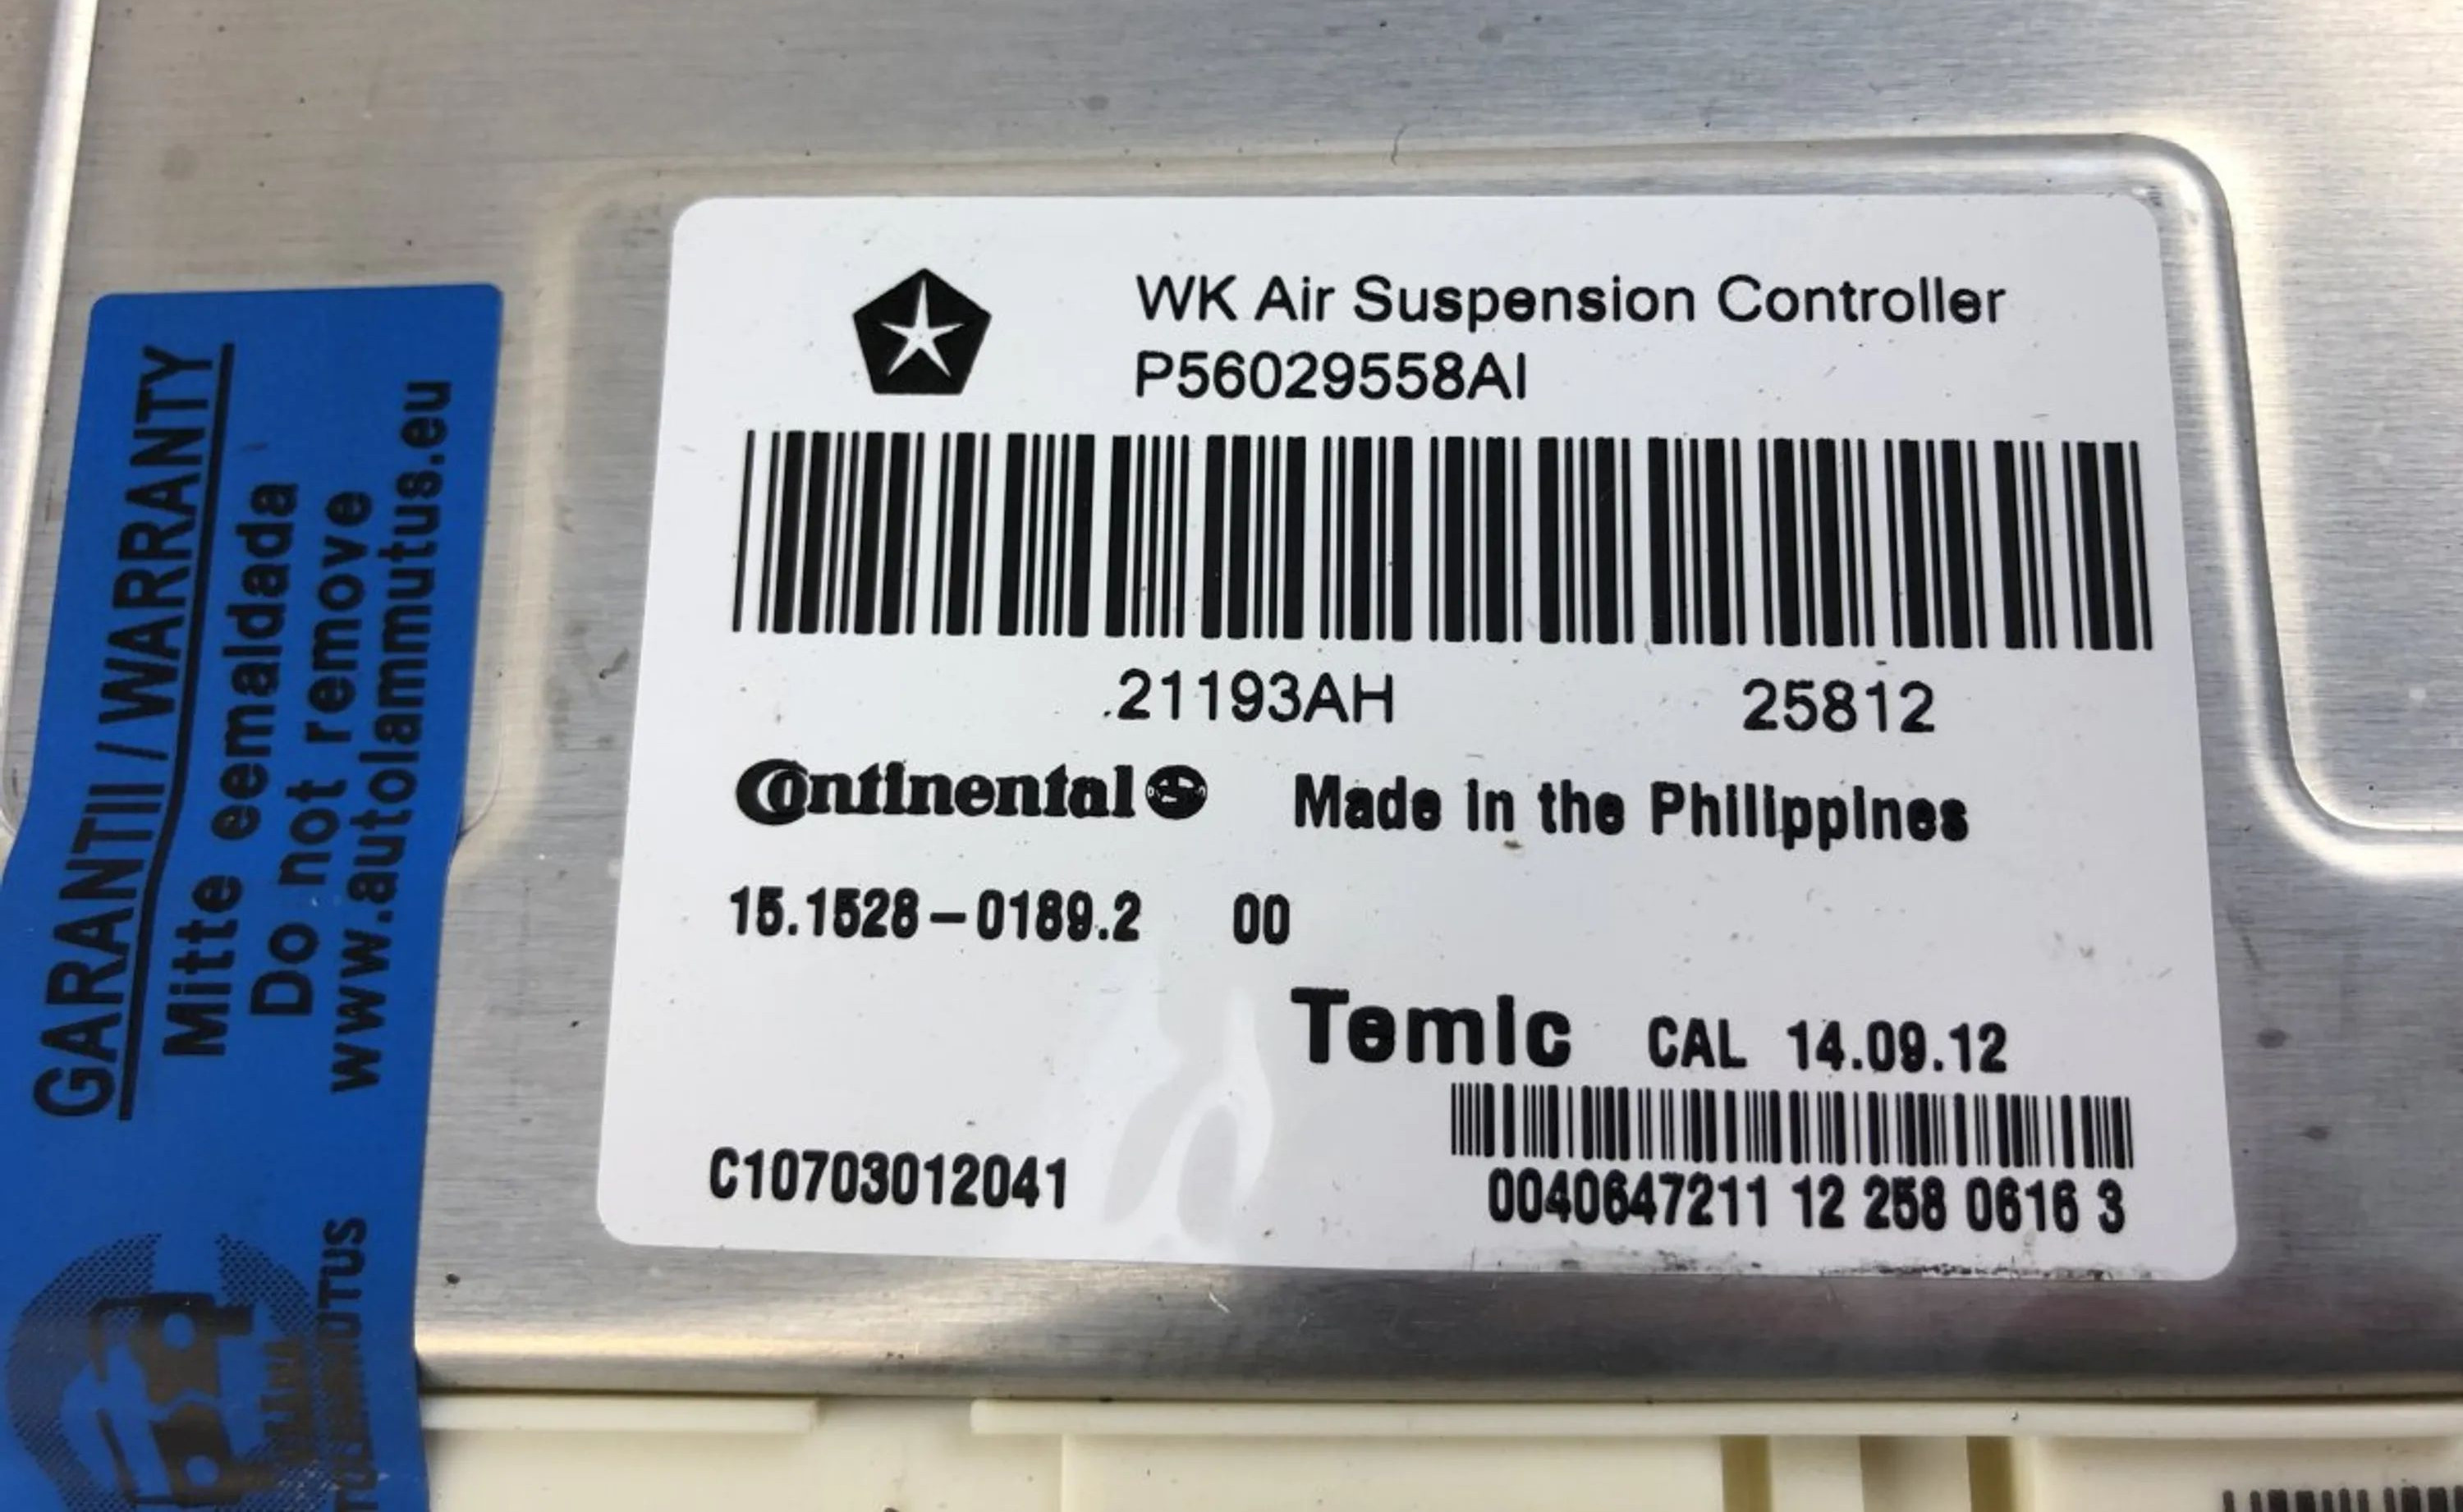 WK Air Suspension Controller
P56029558AI
.21193AH 25812
Continental Made in the Philippines
15.1528-0189.2 00
Temic CAL 14.09.12
C10703012041
0040647211 12 258 0616 3
GARANTII / WARRANTY
Mitte eemaldada
Do not remove
www.autolammutus.eu